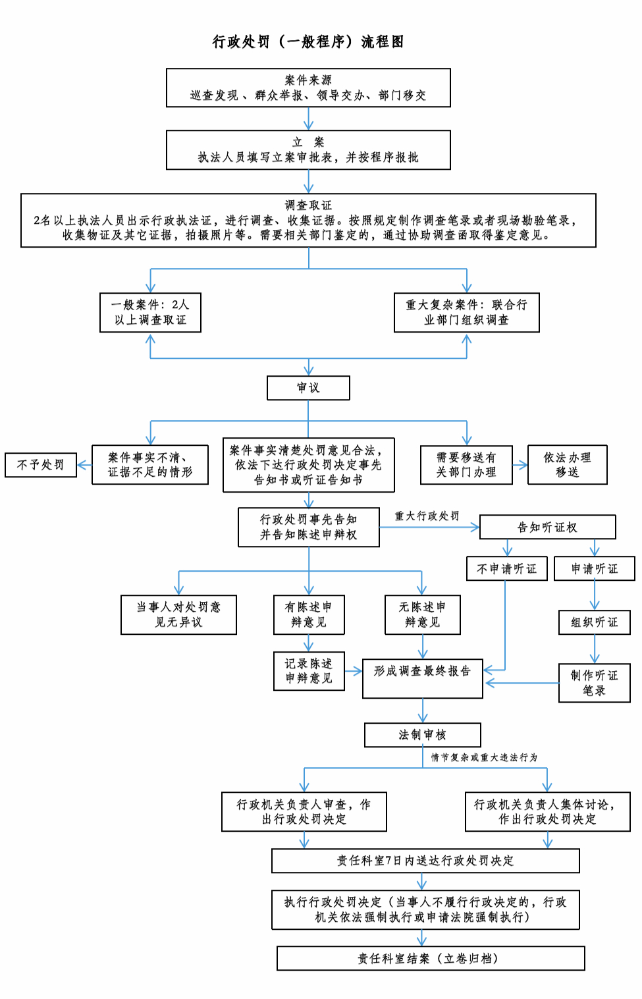 行政处罚（一般程序）流程图
案件来源
巡查发现、群众举报、领导交办、部门移交
立 案
执法人员填写立案审批表，并按程序报批
调查取证
2名以上执法人员出示行政执法证，进行调查、收集证据。按照规定制作调查笔录或者现场勘验笔录，
收集物证及其它证据，拍摄照片等。需要相关部门鉴定的，通过协助调查函取得鉴定意见。
一般案件：2人
以上调查取证
重大复杂案件：联合行
业部门组织调查
审议
不予处罚
案件事实不清、
证据不足的情形
案件事实清楚处罚意见合法，
依法下达行政处罚决定事先
告知书或听证告知书
需要移送有
关部门办理
依法办理
移送
行政处罚事先告知
并告知陈述申辩权
重大行政处罚
告知听证权
不申请听证
申请听证
当事人对处罚意
见无异议
有陈述申
辩意见
无陈述申
辩意见
组织听证
记录陈述
申辩意见
形成调查最终报告
制作听证
笔录
法制审核
情节复杂或重大违法行为
行政机关负责人审查，作
出行政处罚决定
行政机关负责人集体讨论，
作出行政处罚决定
责任科室7日内送达行政处罚决定
执行行政处罚决定（当事人不履行行政决定的，行政
机关依法强制执行或申请法院强制执行）
责任科室结案（立卷归档）